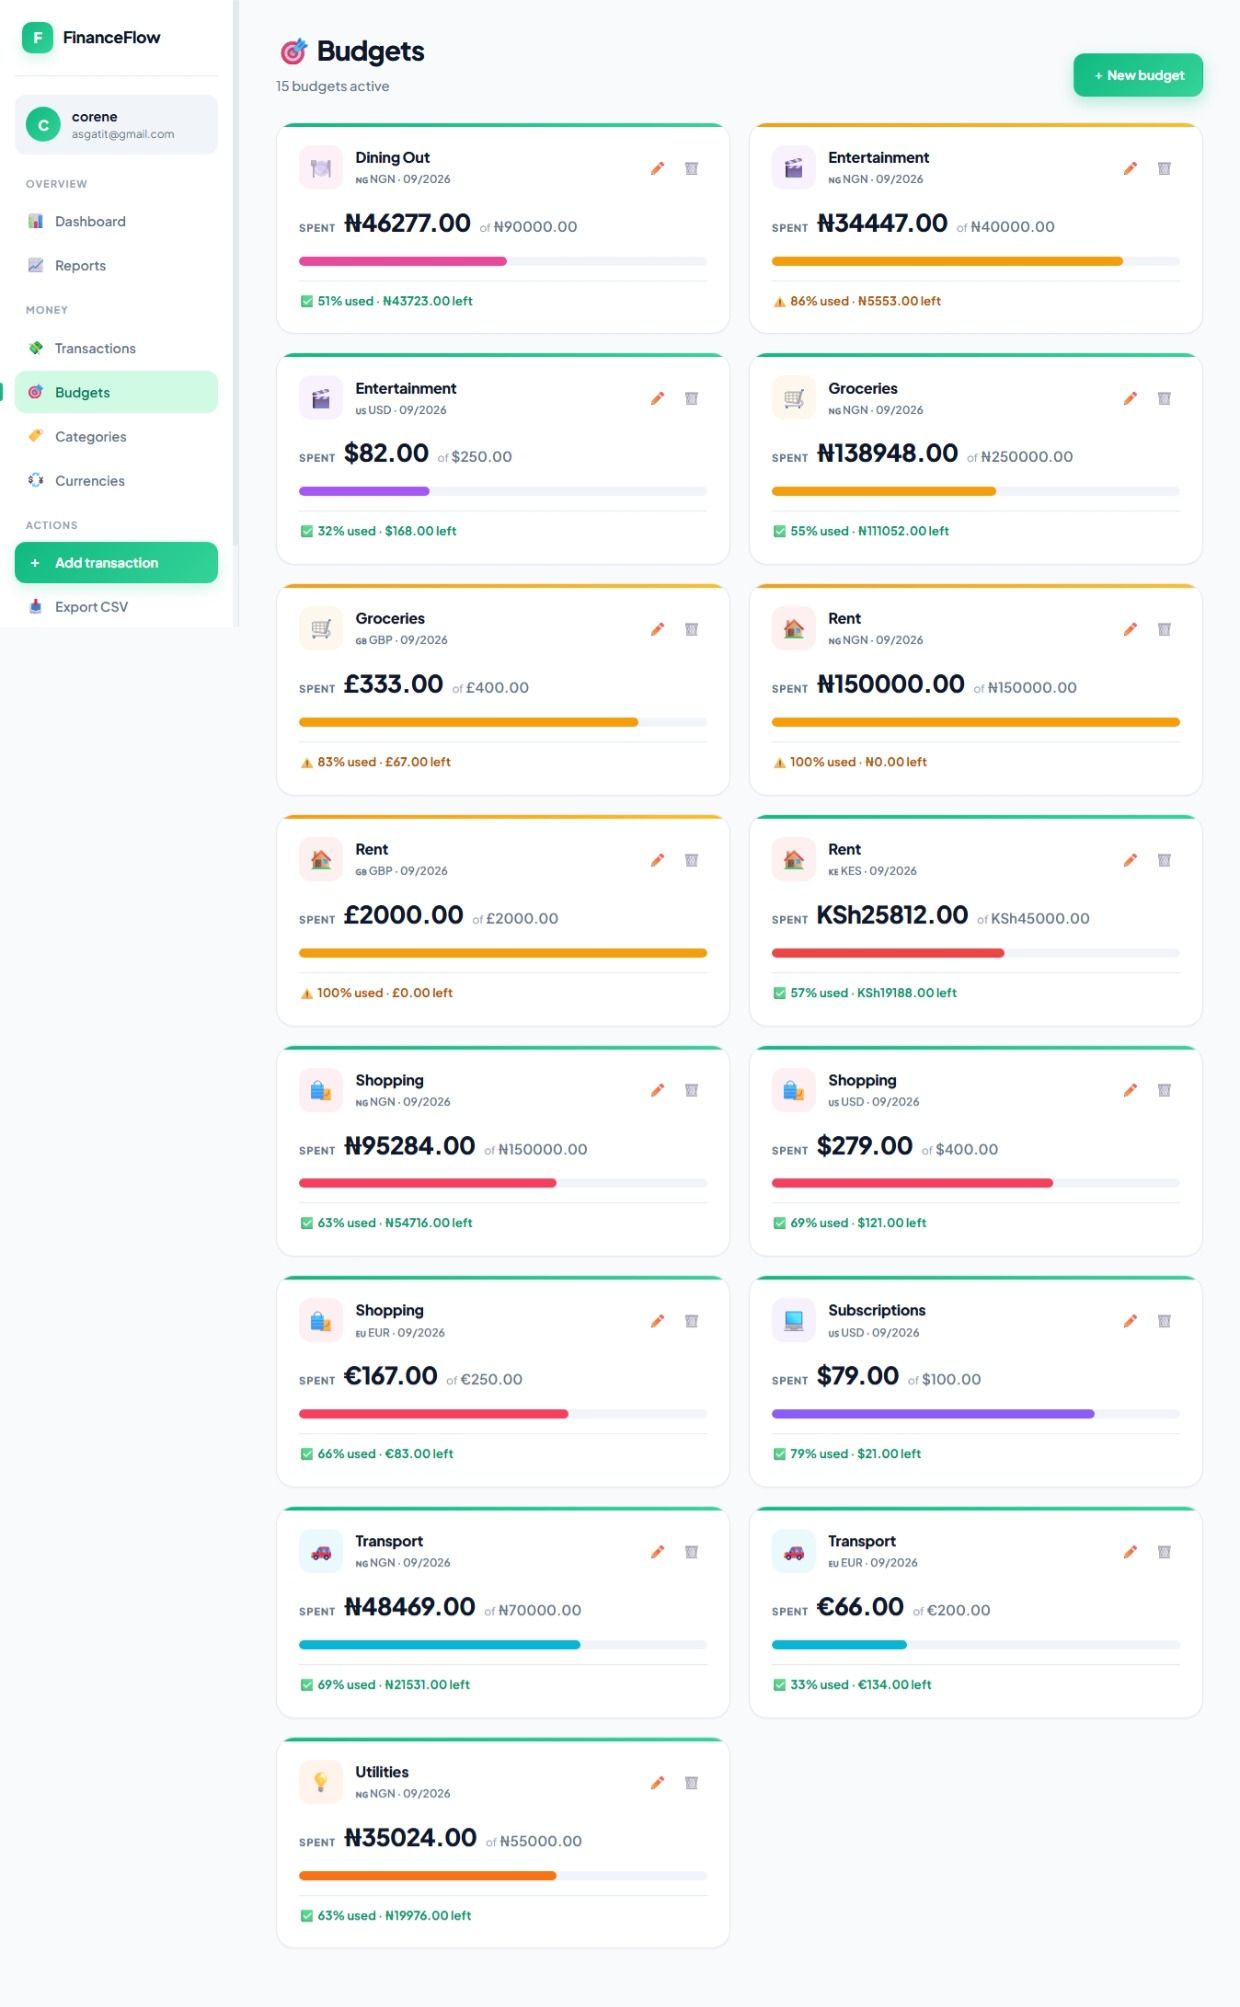 F FinanceFlow
C corene
asgatit@gmail.com
OVERVIEW
Dashboard
Reports
MONEY
Transactions
Budgets
Categories
Currencies
ACTIONS
+ Add transaction
Export CSV
Budgets
15 budgets active
+ New budget
Dining Out
NG NGN · 09/2026
SPENT ₦46277.00 of ₦90000.00
51% used · ₦43723.00 left
Entertainment
NG NGN · 09/2026
SPENT ₦34447.00 of ₦40000.00
86% used · ₦5553.00 left
Entertainment
US USD · 09/2026
SPENT $82.00 of $250.00
32% used · $168.00 left
Groceries
NG NGN · 09/2026
SPENT ₦138948.00 of ₦250000.00
55% used · ₦111052.00 left
Groceries
GB GBP · 09/2026
SPENT £333.00 of £400.00
83% used · £67.00 left
Rent
NG NGN · 09/2026
SPENT ₦150000.00 of ₦150000.00
100% used · ₦0.00 left
Rent
GB GBP · 09/2026
SPENT £2000.00 of £2000.00
100% used · £0.00 left
Rent
KE KES · 09/2026
SPENT KSh25812.00 of KSh45000.00
57% used · KSh19188.00 left
Shopping
NG NGN · 09/2026
SPENT ₦95284.00 of ₦150000.00
63% used · ₦54716.00 left
Shopping
US USD · 09/2026
SPENT $279.00 of $400.00
69% used · $121.00 left
Shopping
EU EUR · 09/2026
SPENT €167.00 of €250.00
66% used · €83.00 left
Subscriptions
US USD · 09/2026
SPENT $79.00 of $100.00
79% used · $21.00 left
Transport
NG NGN · 09/2026
SPENT ₦48469.00 of ₦70000.00
69% used · ₦21531.00 left
Transport
EU EUR · 09/2026
SPENT €66.00 of €200.00
33% used · €134.00 left
Utilities
NG NGN · 09/2026
SPENT ₦35024.00 of ₦55000.00
63% used · ₦19976.00 left